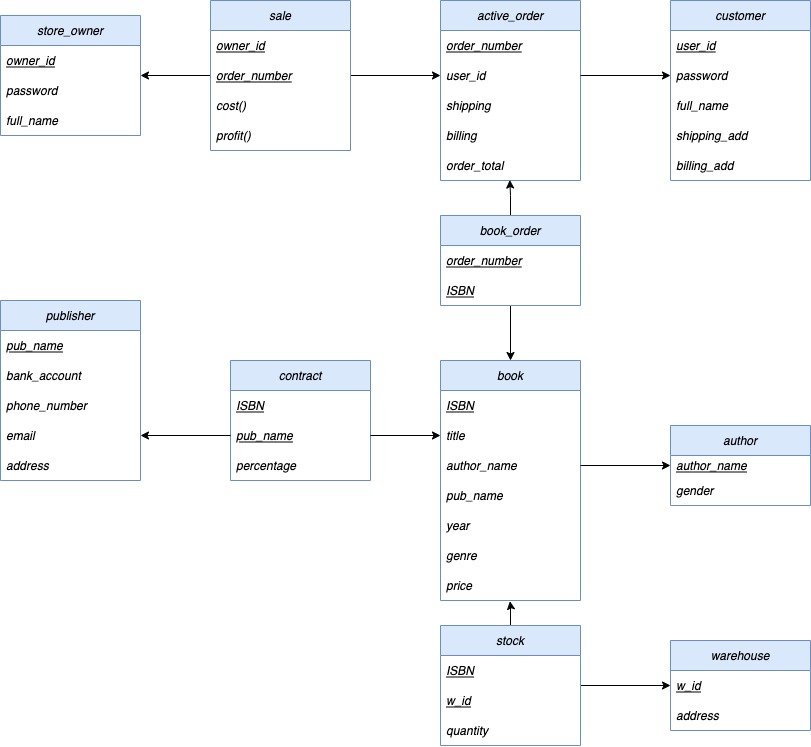 store_owner
owner_id
password
full_name
sale
owner_id
order_number
cost()
profit()
active_order
order_number
user_id
shipping
billing
order_total
customer
user_id
password
full_name
shipping_add
billing_add
book_order
order_number
ISBN
publisher
pub_name
bank_account
phone_number
email
address
contract
ISBN
pub_name
percentage
book
ISBN
title
author_name
pub_name
year
genre
price
author
author_name
gender
stock
ISBN
w_id
quantity
warehouse
w_id
address